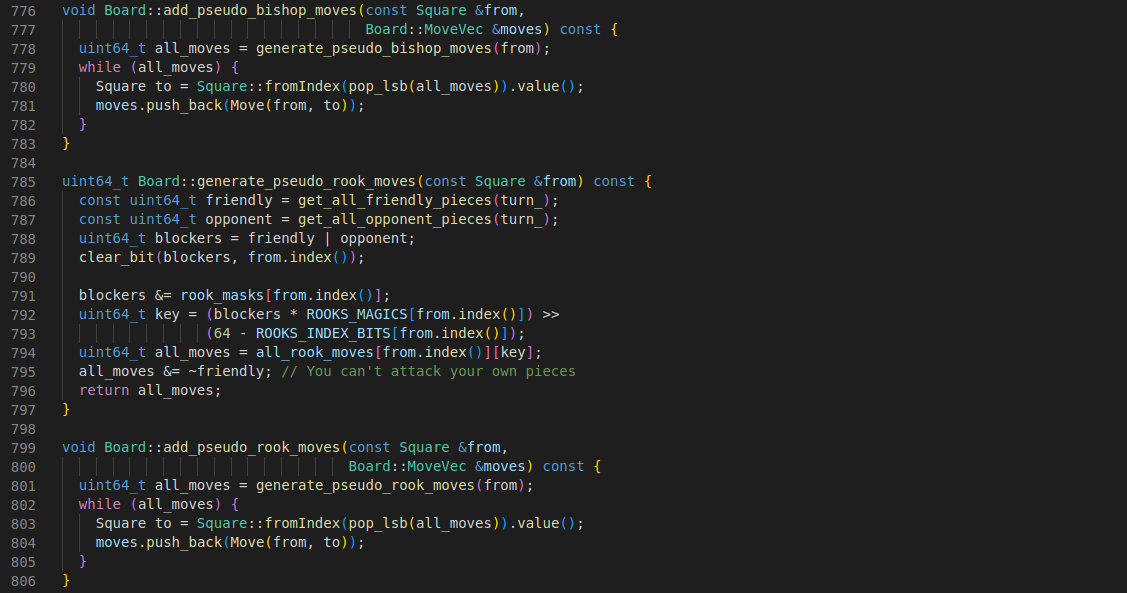 776 void Board::add_pseudo_bishop_moves(const Square &from,
777                                     Board::MoveVec &moves) const {
778   uint64_t all_moves = generate_pseudo_bishop_moves(from);
779   while (all_moves) {
780     Square to = Square::fromIndex(pop_lsb(all_moves)).value();
781     moves.push_back(Move(from, to));
782   }
783 }
784
785 uint64_t Board::generate_pseudo_rook_moves(const Square &from) const {
786   const uint64_t friendly = get_all_friendly_pieces(turn_);
787   const uint64_t opponent = get_all_opponent_pieces(turn_);
788   uint64_t blockers = friendly | opponent;
789   clear_bit(blockers, from.index());
790
791   blockers &= rook_masks[from.index()];
792   uint64_t key = (blockers * ROOKS_MAGICS[from.index()]) >>
793                  (64 - ROOKS_INDEX_BITS[from.index()]);
794   uint64_t all_moves = all_rook_moves[from.index()][key];
795   all_moves &= ~friendly; // You can't attack your own pieces
796   return all_moves;
797 }
798
799 void Board::add_pseudo_rook_moves(const Square &from,
800                                   Board::MoveVec &moves) const {
801   uint64_t all_moves = generate_pseudo_rook_moves(from);
802   while (all_moves) {
803     Square to = Square::fromIndex(pop_lsb(all_moves)).value();
804     moves.push_back(Move(from, to));
805   }
806 }